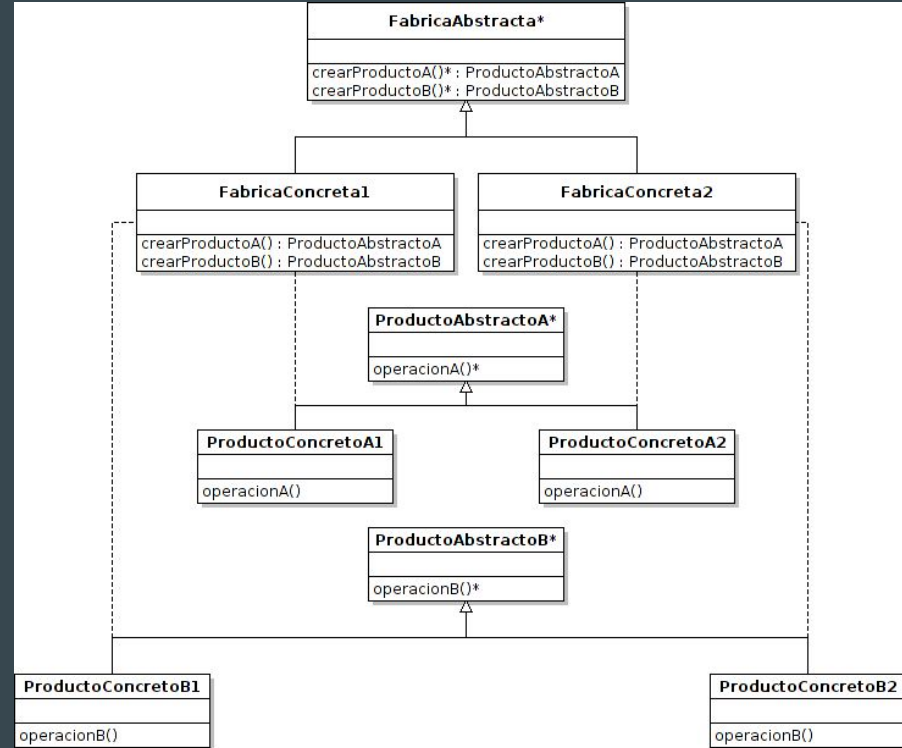 FabricaAbstracta*
crearProductoA()* : ProductoAbstractoA
crearProductoB()* : ProductoAbstractoB
FabricaConcreta1
crearProductoA() : ProductoAbstractoA
crearProductoB() : ProductoAbstractoB
FabricaConcreta2
crearProductoA() : ProductoAbstractoA
crearProductoB() : ProductoAbstractoB
ProductoAbstractoA*
operacionA()*
ProductoConcretoA1
operacionA()
ProductoConcretoA2
operacionA()
ProductoAbstractoB*
operacionB()*
ProductoConcretoB1
operacionB()
ProductoConcretoB2
operacionB()